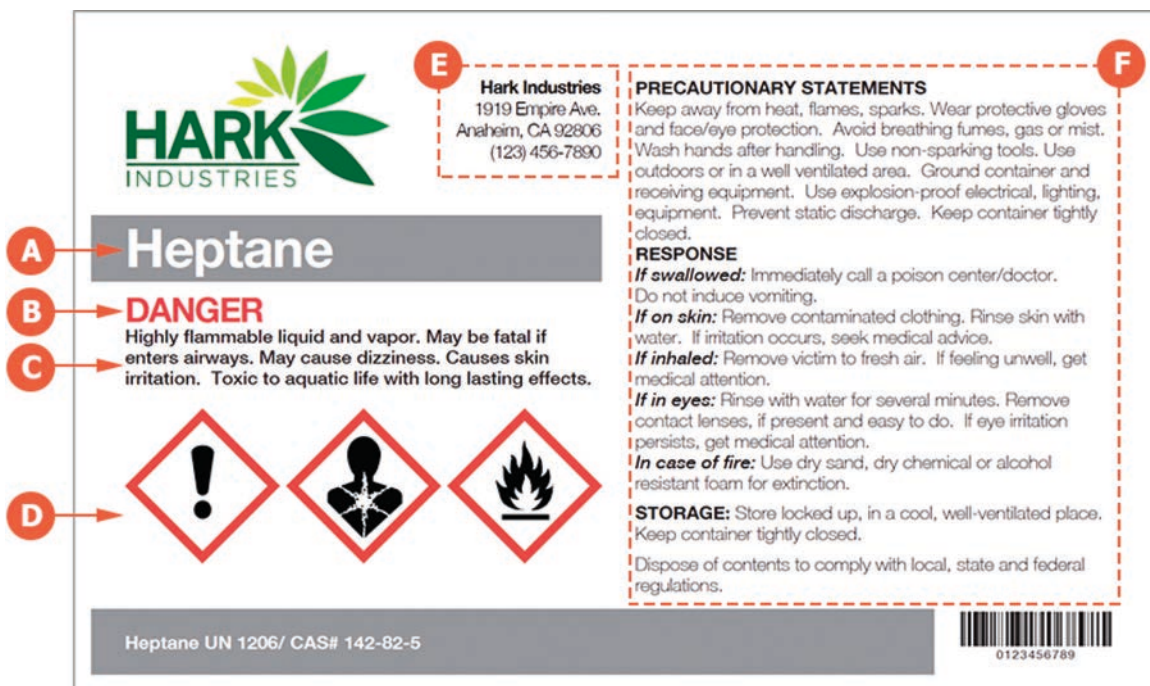 E
F
HARK
INDUSTRIES
Hark Industries
1919 Empire Ave.
Anaheim, CA 92806
(123) 456-7890
A
Heptane
B
DANGER
C
Highly flammable liquid and vapor. May be fatal if
enters airways. May cause dizziness. Causes skin
irritation. Toxic to aquatic life with long lasting effects.
D
PRECAUTIONARY STATEMENTS
Keep away from heat, flames, sparks. Wear protective gloves
and face/eye protection. Avoid breathing fumes, gas or mist.
Wash hands after handling. Use non-sparking tools. Use
outdoors or in a well ventilated area. Ground container and
receiving equipment. Use explosion-proof electrical, lighting,
equipment. Prevent static discharge. Keep container tightly
closed.
RESPONSE
If swallowed: Immediately call a poison center/doctor.
Do not induce vomiting.
If on skin: Remove contaminated clothing. Rinse skin with
water. If irritation occurs, seek medical advice.
If inhaled: Remove victim to fresh air. If feeling unwell, get
medical attention.
If in eyes: Rinse with water for several minutes. Remove
contact lenses, if present and easy to do. If eye irritation
persists, get medical attention.
In case of fire: Use dry sand, dry chemical or alcohol
resistant foam for extinction.
STORAGE: Store locked up, in a cool, well-ventilated place.
Keep container tightly closed.
Dispose of contents to comply with local, state and federal
regulations.
Heptane UN 1206/ CAS# 142-82-5
0123456789